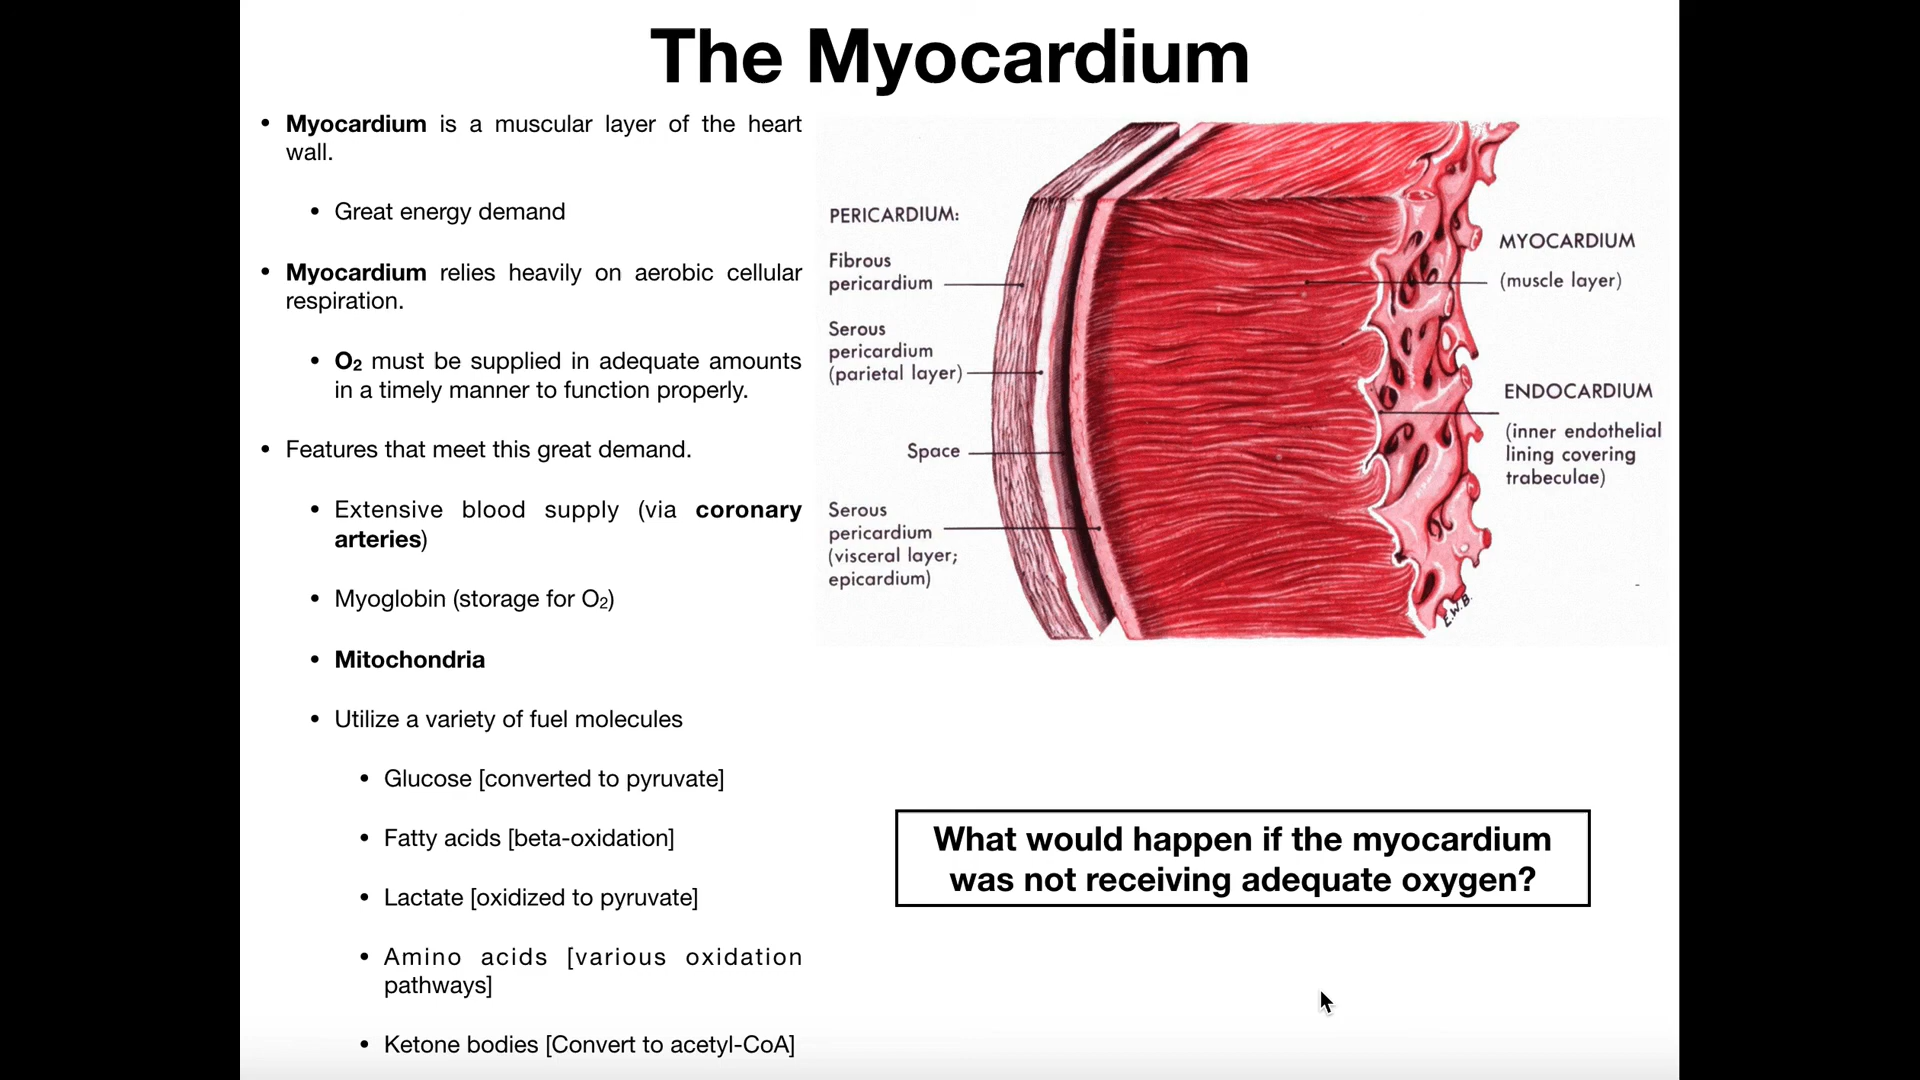 The Myocardium
• Myocardium is a muscular layer of the heart
wall.
• Great energy demand
• Myocardium relies heavily on aerobic cellular
respiration.
• O₂ must be supplied in adequate amounts
in a timely manner to function properly.
• Features that meet this great demand.
• Extensive blood supply (via coronary
arteries)
• Myoglobin (storage for O₂)
• Mitochondria
• Utilize a variety of fuel molecules
• Glucose [converted to pyruvate]
• Fatty acids [beta-oxidation]
• Lactate [oxidized to pyruvate]
• Amino acids [various oxidation
pathways]
• Ketone bodies [Convert to acetyl-CoA]
PERICARDIUM:
Fibrous
pericardium
Serous
pericardium
(parietal layer)
Space
Serous
pericardium
(visceral layer;
epicardium)
MYOCARDIUM
(muscle layer)
ENDOCARDIUM
(inner endothelial
lining covering
trabeculae)
E.W.B.
What would happen if the myocardium
was not receiving adequate oxygen?